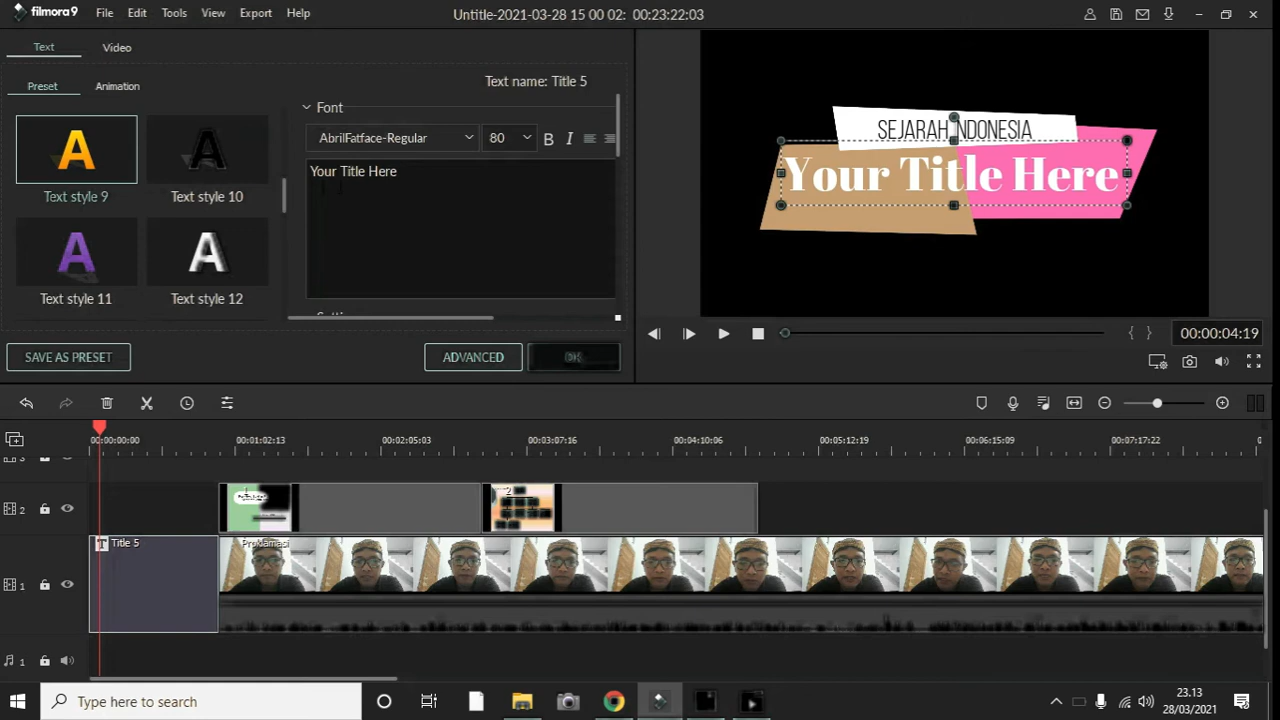 filmora9 File Edit Tools View Export Help Untitle-2021-03-28 15 00 02: 00:23:22:03
Text Video
Preset Animation
Text name: Title 5
Font
AbrilFatface-Regular 80 B I
Your Title Here
Text style 9 Text style 10
Text style 11 Text style 12
SAVE AS PRESET ADVANCED OK
SEJARAH INDONESIA
Your Title Here
00:00:04:19
00:00:00:00 00:01:02:13 00:02:05:03 00:03:07:16 00:04:10:06 00:05:12:19 00:06:15:09 00:07:17:22
3
2
2
T Title 5 Proklamasi
1
1
Type here to search
23.13
28/03/2021